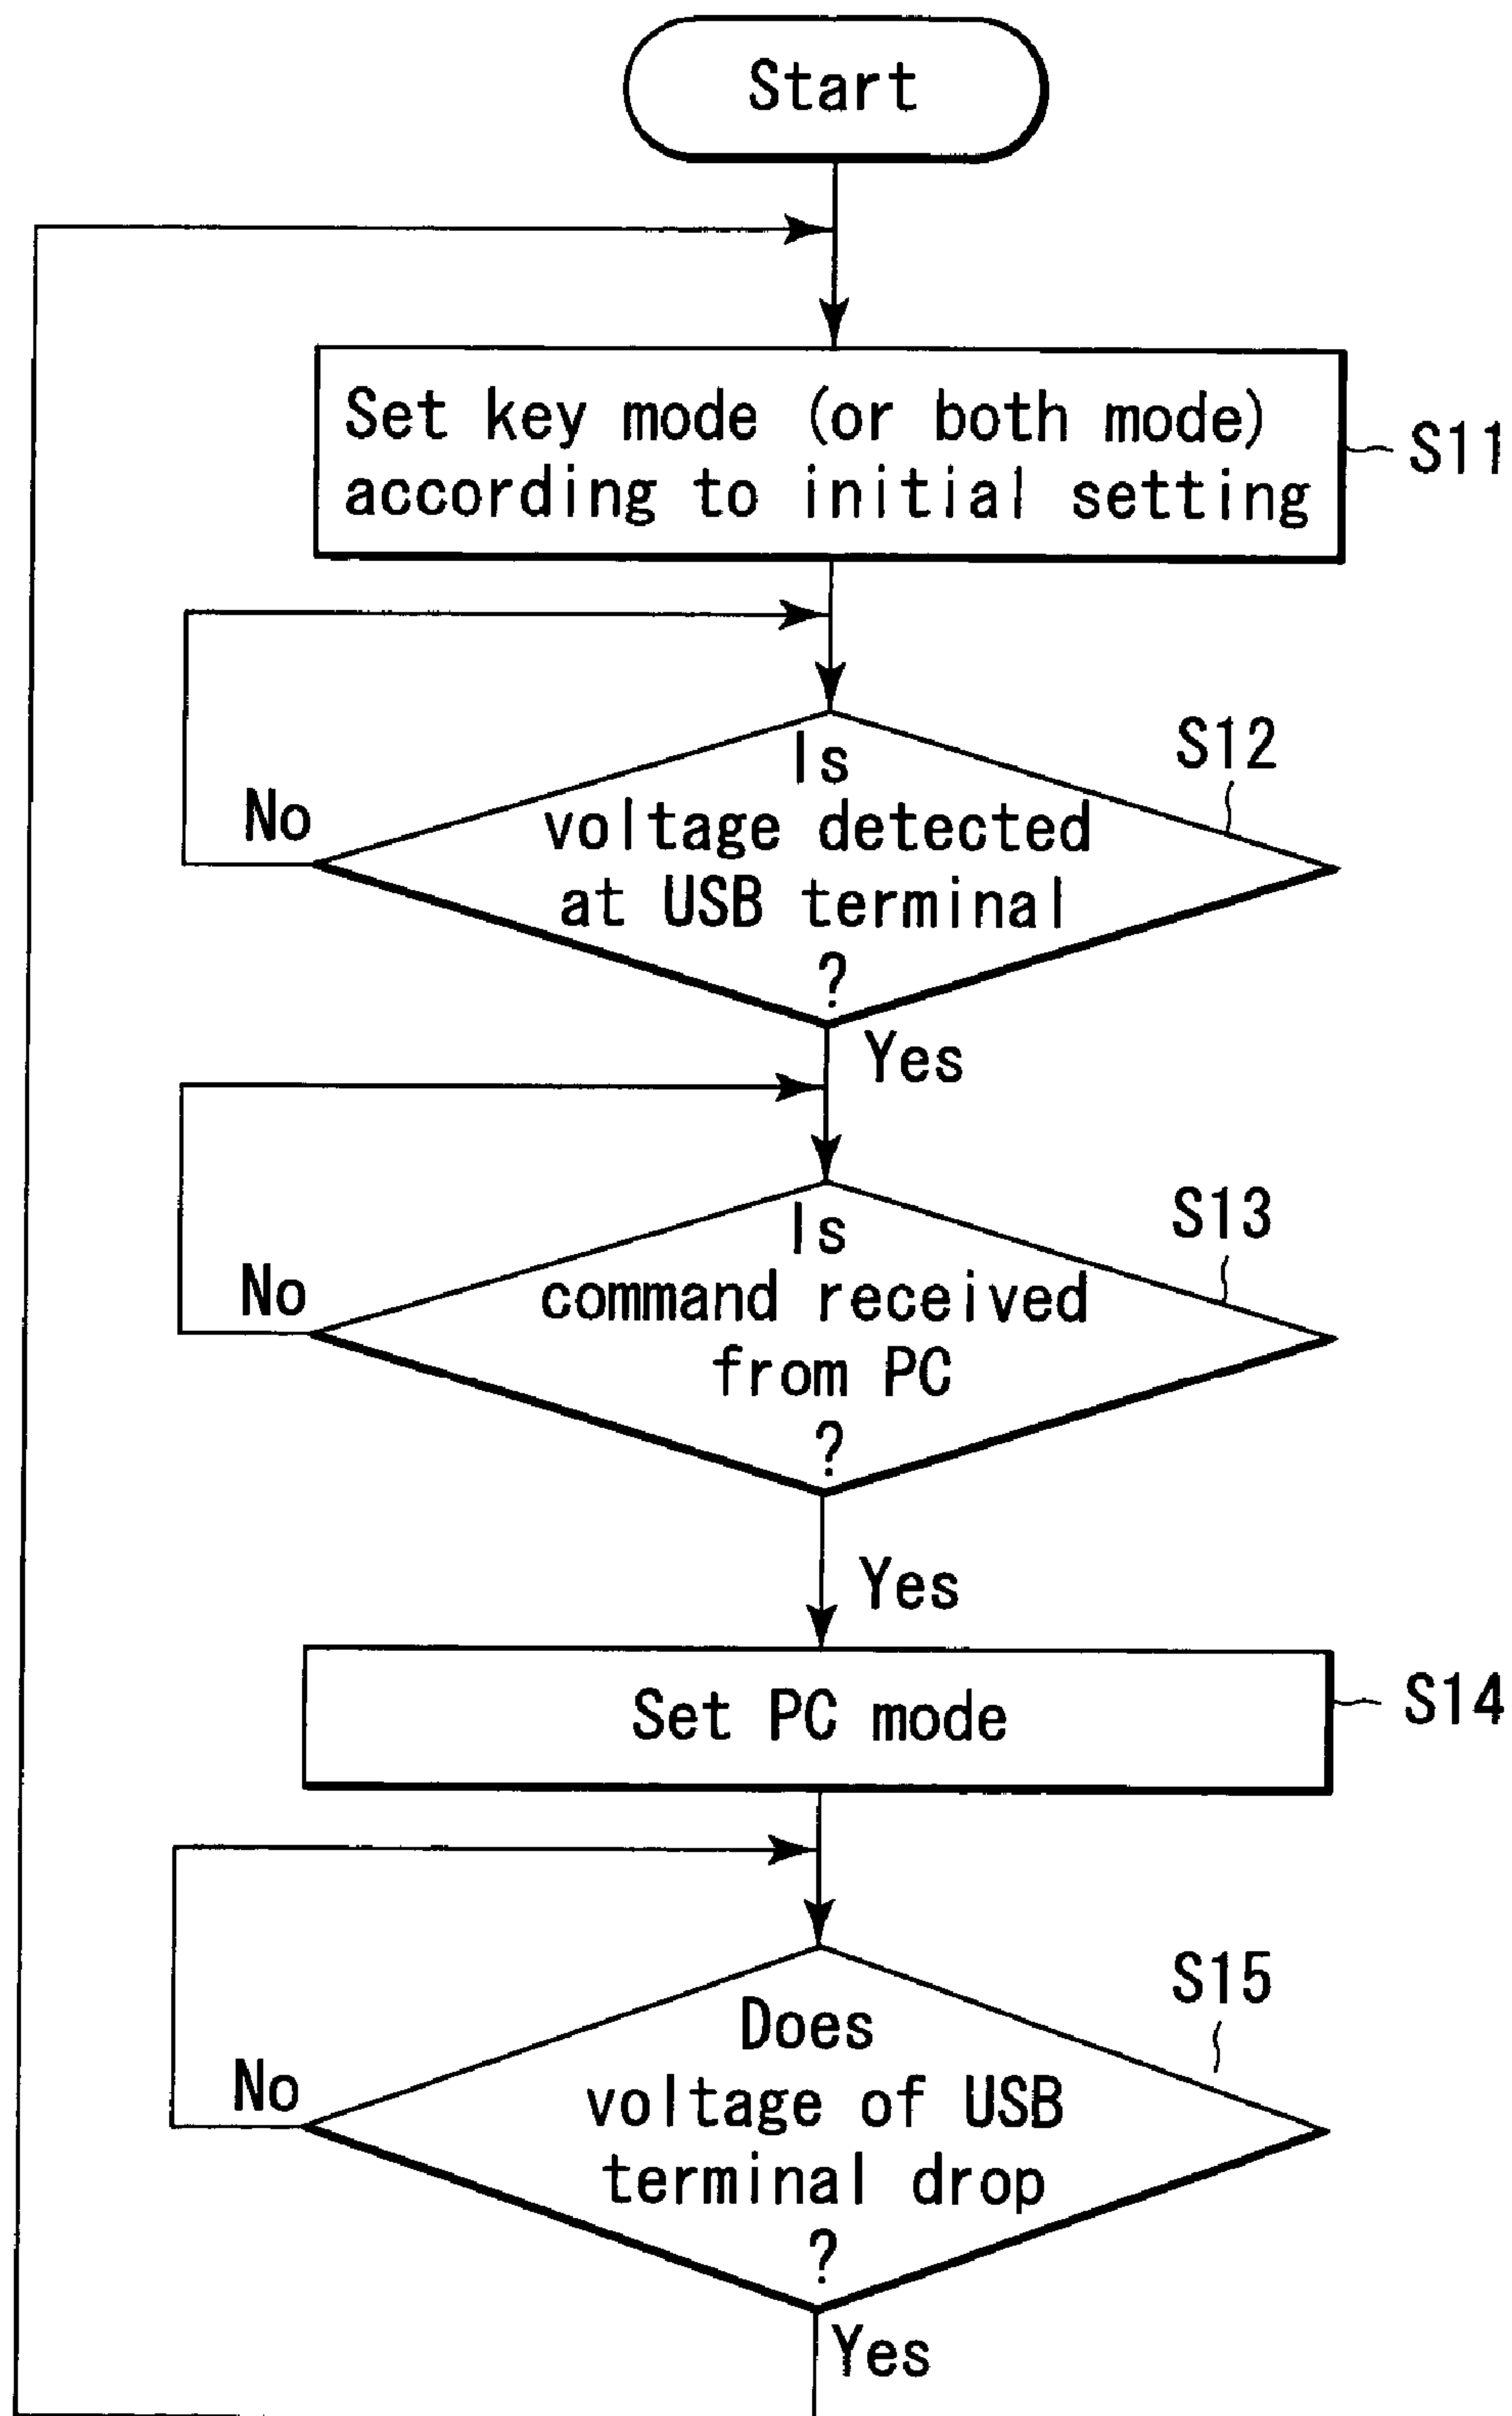 Start
Set key mode (or both mode)
according to initial setting
S11
S12
Is
voltage detected
at USB terminal
?
No
Yes
S13
Is
command received
from PC
?
No
Yes
Set PC mode
S14
S15
Does
voltage of USB
terminal drop
?
No
Yes